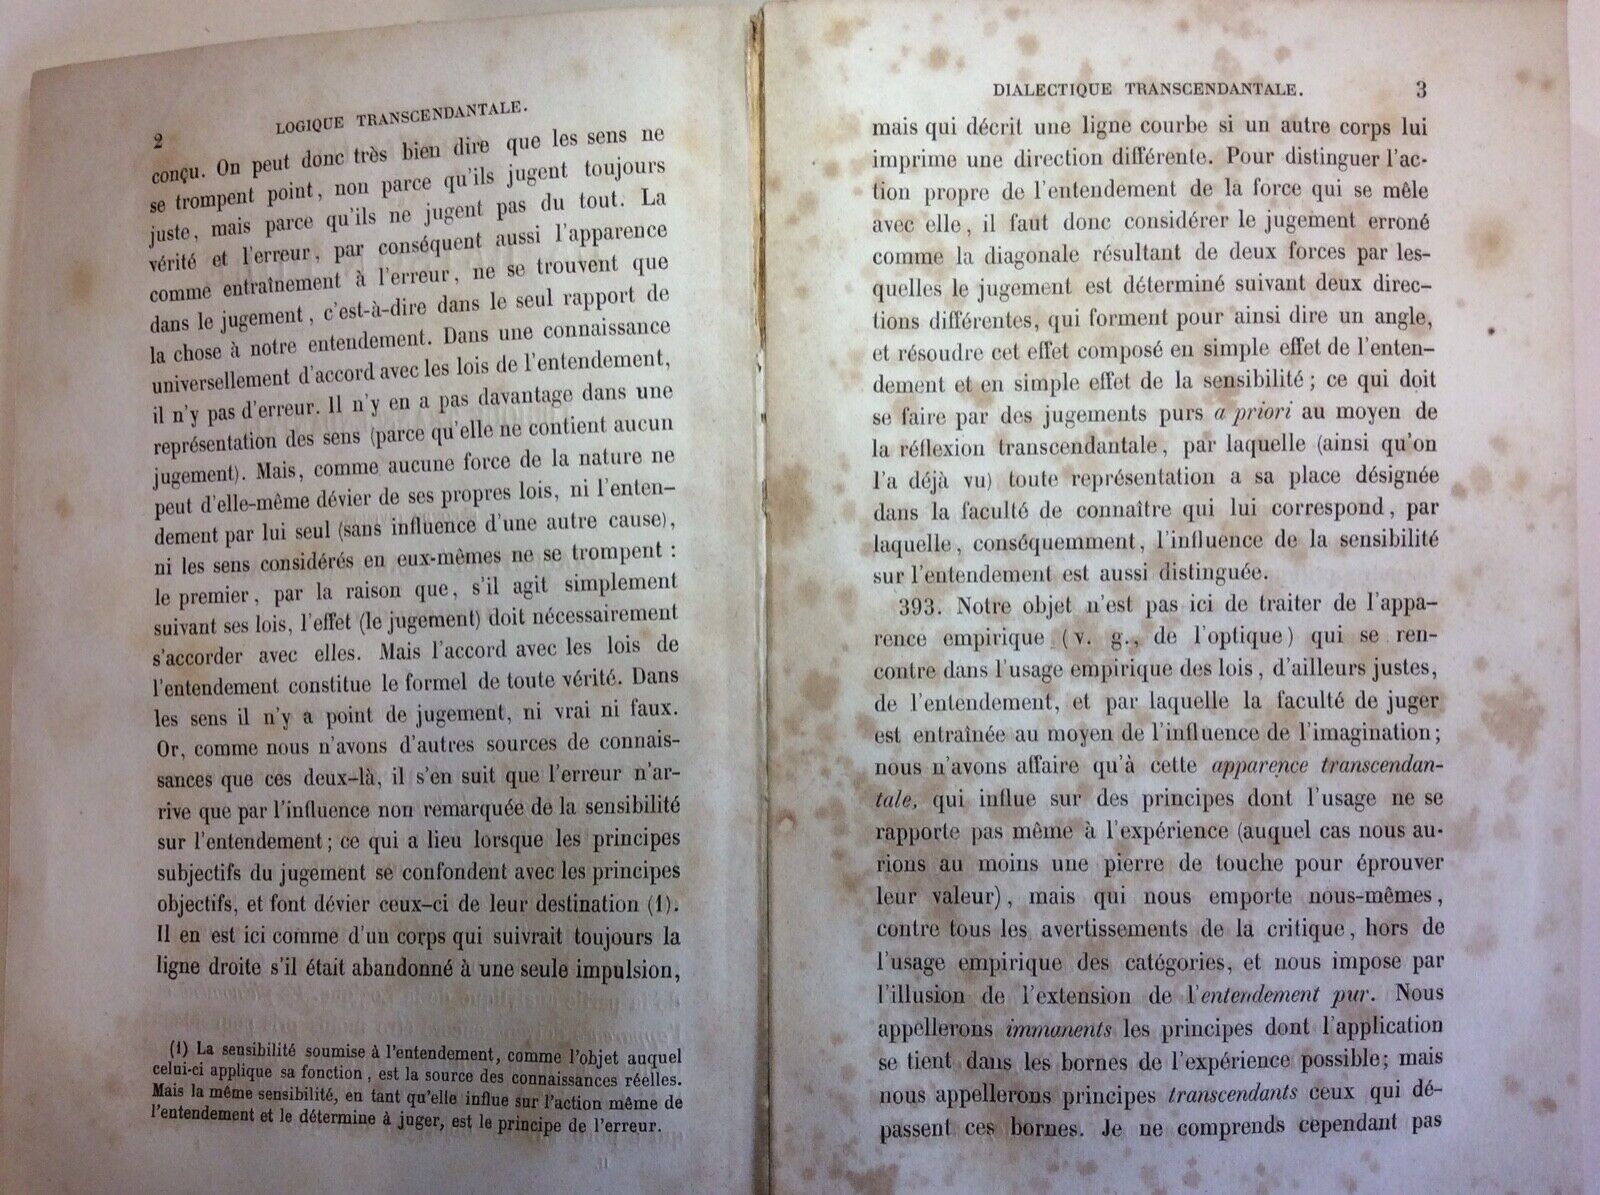 2
LOGIQUE TRANSCENDANTALE.
conçu. On peut donc très bien dire que les sens ne
se trompent point, non parce qu'ils jugent toujours
juste, mais parce qu'ils ne jugent pas du tout. La
vérité et l'erreur, par conséquent aussi l'apparence
comme entraînement à l'erreur, ne se trouvent que
dans le jugement, c'est-à-dire dans le seul rapport de
la chose à notre entendement. Dans une connaissance
universellement d'accord avec les lois de l'entendement,
il n'y pas d'erreur. Il n'y en a pas davantage dans une
représentation des sens (parce qu'elle ne contient aucun
jugement). Mais, comme aucune force de la nature ne
peut d'elle-même dévier de ses propres lois, ni l'enten-
dement par lui seul (sans influence d'une autre cause),
ni les sens considérés en eux-mêmes ne se trompent :
le premier, par la raison que, s'il agit simplement
suivant ses lois, l'effet (le jugement) doit nécessairement
s'accorder avec elles. Mais l'accord avec les lois de
l'entendement constitue le formel de toute vérité. Dans
les sens il n'y a point de jugement, ni vrai ni faux.
Or, comme nous n'avons d'autres sources de connais-
sances que ces deux-là, il s'en suit que l'erreur n'ar-
rive que par l'influence non remarquée de la sensibilité
sur l'entendement ; ce qui a lieu lorsque les principes
subjectifs du jugement se confondent avec les principes
objectifs, et font dévier ceux-ci de leur destination (1).
Il en est ici comme d'un corps qui suivrait toujours la
ligne droite s'il était abandonné à une seule impulsion,
(1) La sensibilité soumise à l'entendement, comme l'objet auquel
celui-ci applique sa fonction, est la source des connaissances réelles.
Mais la même sensibilité, en tant qu'elle influe sur l'action même de
l'entendement et le détermine à juger, est le principe de l'erreur.
DIALECTIQUE TRANSCENDANTALE.
3
mais qui décrit une ligne courbe si un autre corps lui
imprime une direction différente. Pour distinguer l'ac-
tion propre de l'entendement de la force qui se mêle
avec elle, il faut donc considérer le jugement erroné
comme la diagonale résultant de deux forces par les-
quelles le jugement est déterminé suivant deux direc-
tions différentes, qui forment pour ainsi dire un angle,
et résoudre cet effet composé en simple effet de l'enten-
dement et en simple effet de la sensibilité ; ce qui doit
se faire par des jugements purs a priori au moyen de
la réflexion transcendantale, par laquelle (ainsi qu'on
l'a déjà vu) toute représentation a sa place désignée
dans la faculté de connaître qui lui correspond, par
laquelle, conséquemment, l'influence de la sensibilité
sur l'entendement est aussi distinguée.
393. Notre objet n'est pas ici de traiter de l'appa-
rence empirique (v. g., de l'optique) qui se ren-
contre dans l'usage empirique des lois, d'ailleurs justes,
de l'entendement, et par laquelle la faculté de juger
est entraînée au moyen de l'influence de l'imagination ;
nous n'avons affaire qu'à cette apparence transcendan-
tale, qui influe sur des principes dont l'usage ne se
rapporte pas même à l'expérience (auquel cas nous au-
rions au moins une pierre de touche pour éprouver
leur valeur), mais qui nous emporte nous-mêmes,
contre tous les avertissements de la critique, hors de
l'usage empirique des catégories, et nous impose par
l'illusion de l'extension de l'entendement pur. Nous
appellerons immanents les principes dont l'application
se tient dans les bornes de l'expérience possible ; mais
nous appellerons principes transcendants ceux qui dé-
passent ces bornes. Je ne comprends cependant pas